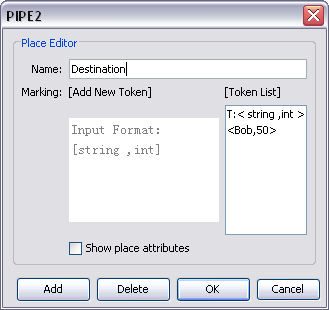 PIPE2
Place Editor
Name: Destination
Marking: [Add New Token] [Token List]
Input Format:
[string ,int]
T:< string ,int >
<Bob,50>
Show place attributes
Add Delete OK Cancel